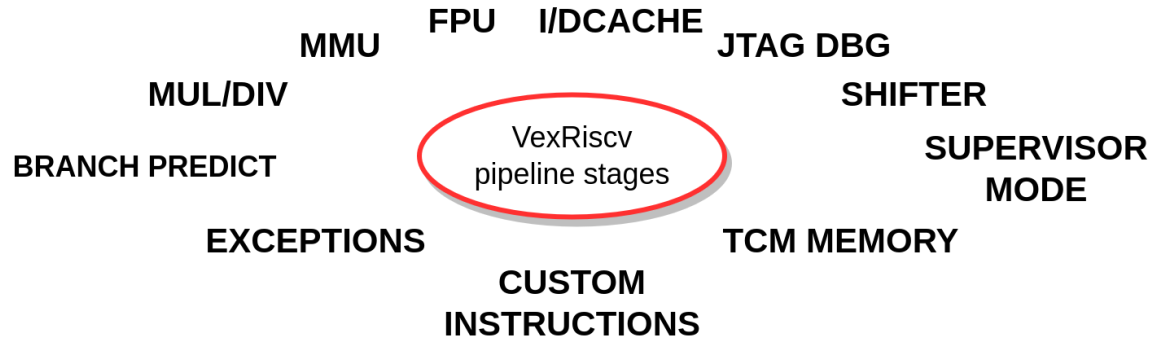 FPU
I/DCACHE
MMU
JTAG DBG
MUL/DIV
SHIFTER
VexRiscv
pipeline stages
SUPERVISOR
MODE
BRANCH PREDICT
EXCEPTIONS
TCM MEMORY
CUSTOM
INSTRUCTIONS